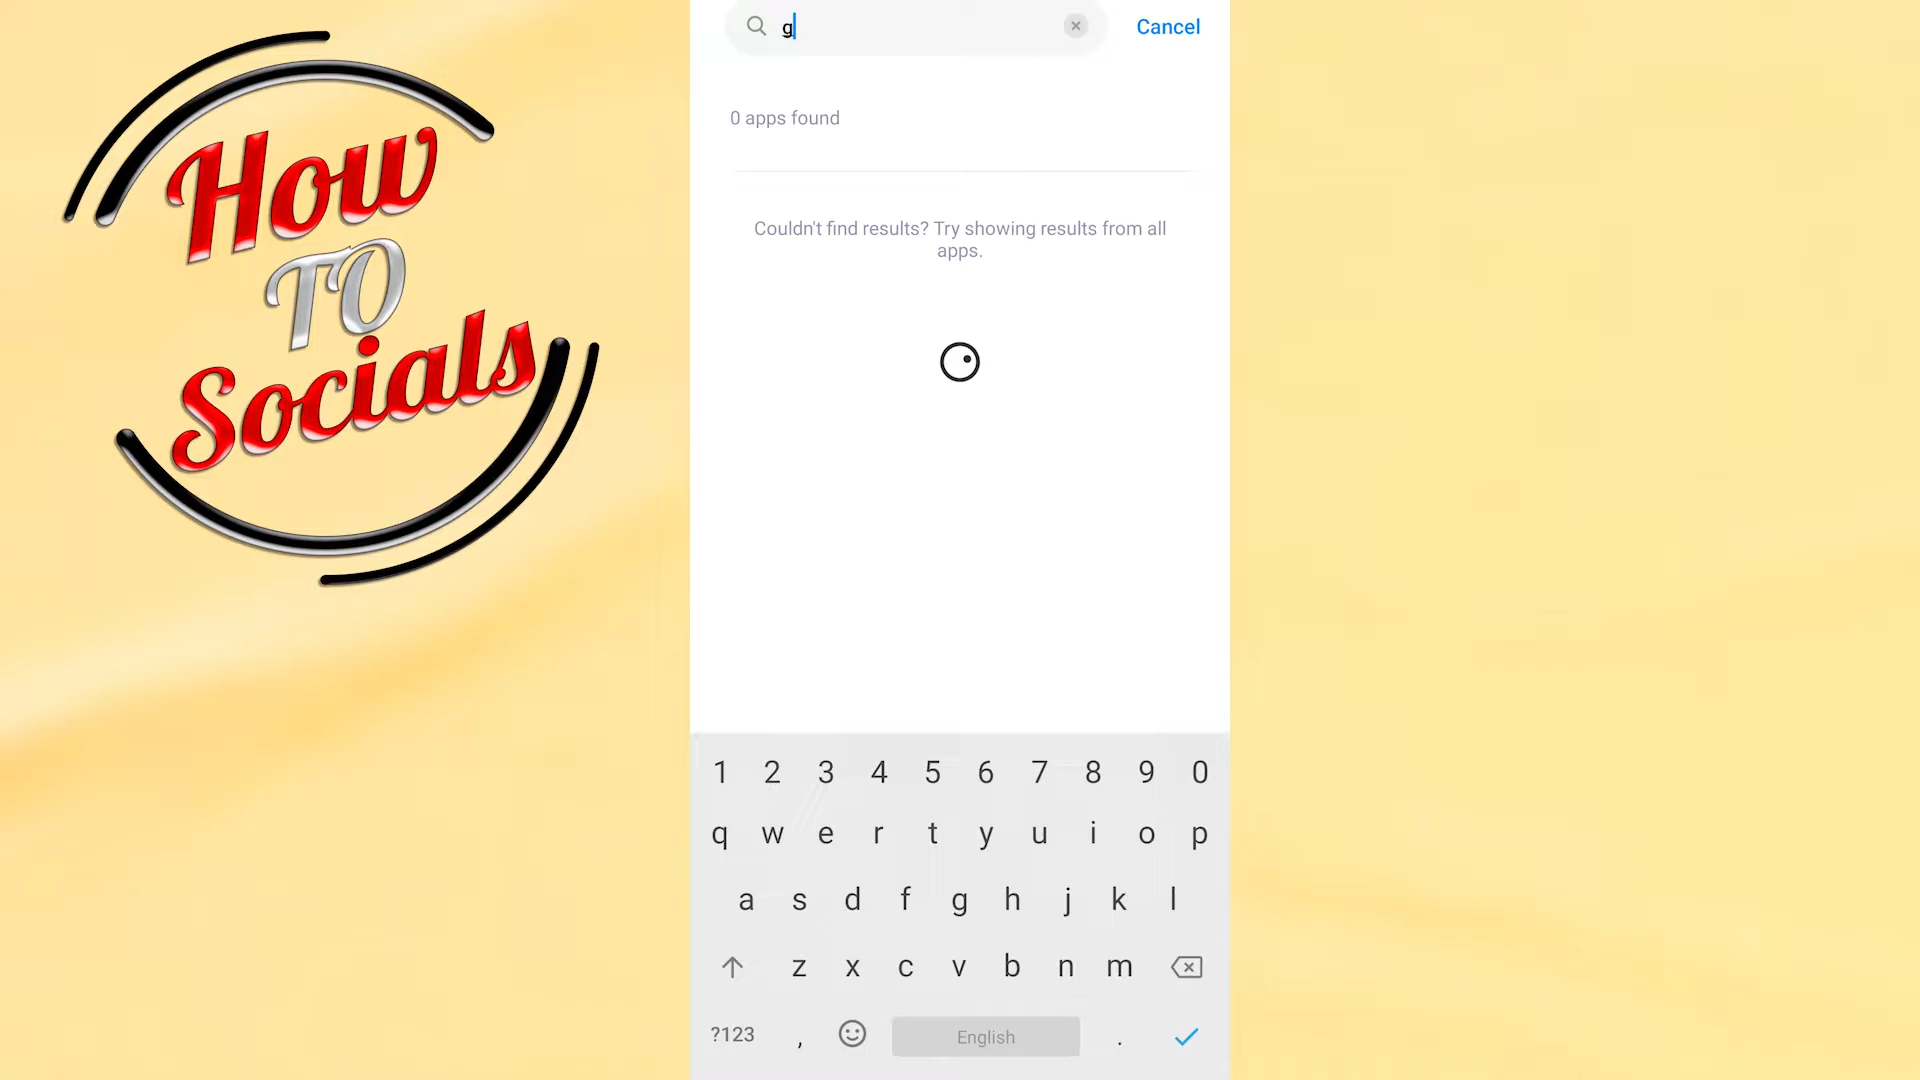 How
TO
Socials
g
Cancel
0 apps found
Couldn't find results? Try showing results from all
apps.
1 2 3 4 5 6 7 8 9 0
q w e r t y u i o p
a s d f g h j k l
z x c v b n m
?123 , English .